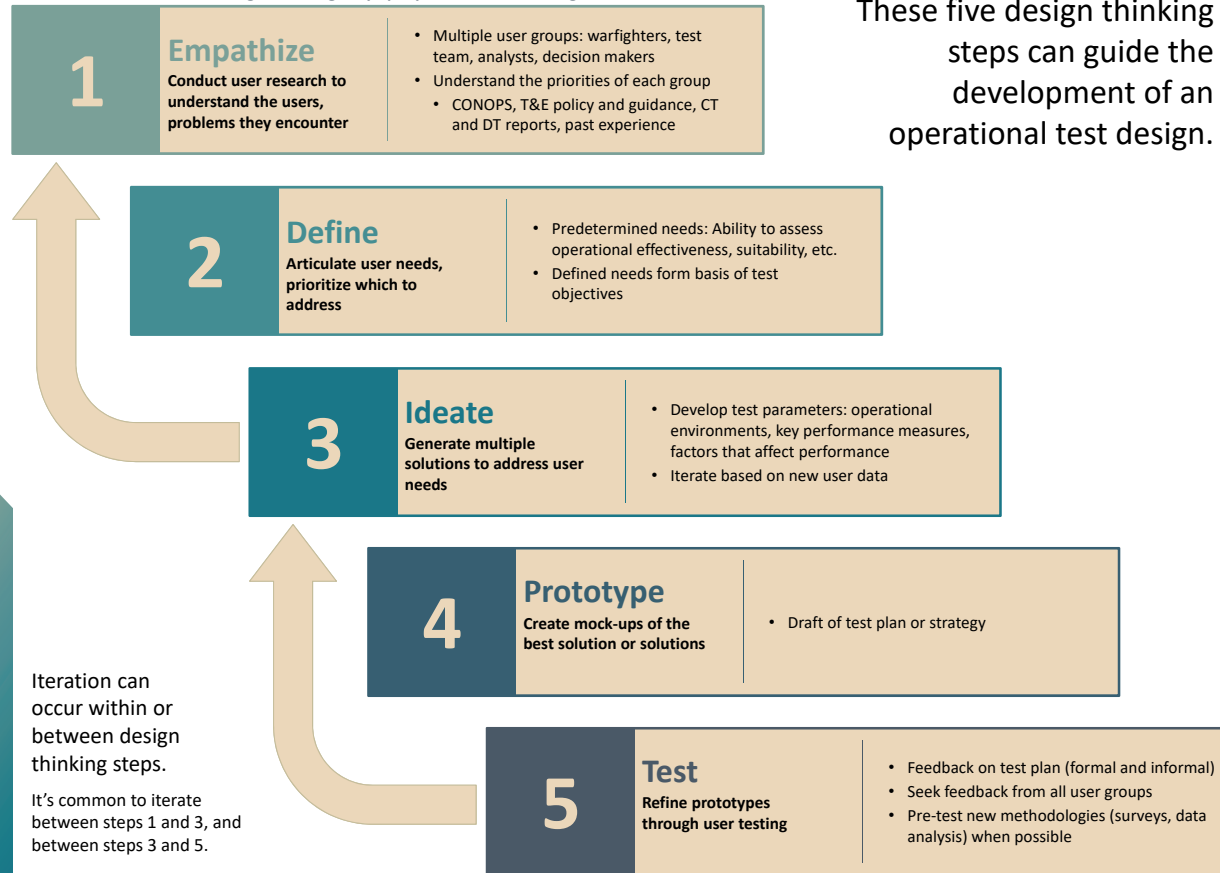 These five design thinking
steps can guide the
development of an
operational test design.
1
Empathize
Conduct user research to
understand the users,
problems they encounter
• Multiple user groups: warfighters, test
team, analysts, decision makers
• Understand the priorities of each group
• CONOPS, T&E policy and guidance, CT
and DT reports, past experience
2
Define
Articulate user needs,
prioritize which to
address
• Predetermined needs: Ability to assess
operational effectiveness, suitability, etc.
• Defined needs form basis of test
objectives
3
Ideate
Generate multiple
solutions to address user
needs
• Develop test parameters: operational
environments, key performance measures,
factors that affect performance
• Iterate based on new user data
4
Prototype
Create mock-ups of the
best solution or solutions
• Draft of test plan or strategy
Iteration can
occur within or
between design
thinking steps.
It's common to iterate
between steps 1 and 3, and
between steps 3 and 5.
5
Test
Refine prototypes
through user testing
• Feedback on test plan (formal and informal)
• Seek feedback from all user groups
• Pre-test new methodologies (surveys, data
analysis) when possible